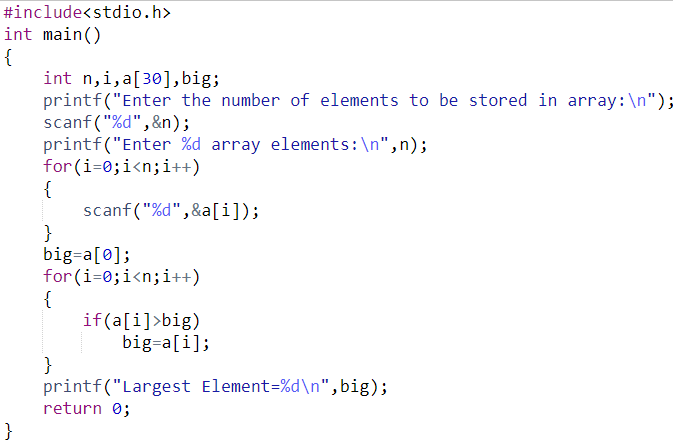 #include<stdio.h>
int main()
{
    int n,i,a[30],big;
    printf("Enter the number of elements to be stored in array:\n");
    scanf("%d",&n);
    printf("Enter %d array elements:\n",n);
    for(i=0;i<n;i++)
    {
        scanf("%d",&a[i]);
    }
    big=a[0];
    for(i=0;i<n;i++)
    {
        if(a[i]>big)
            big=a[i];
    }
    printf("Largest Element=%d\n",big);
    return 0;
}